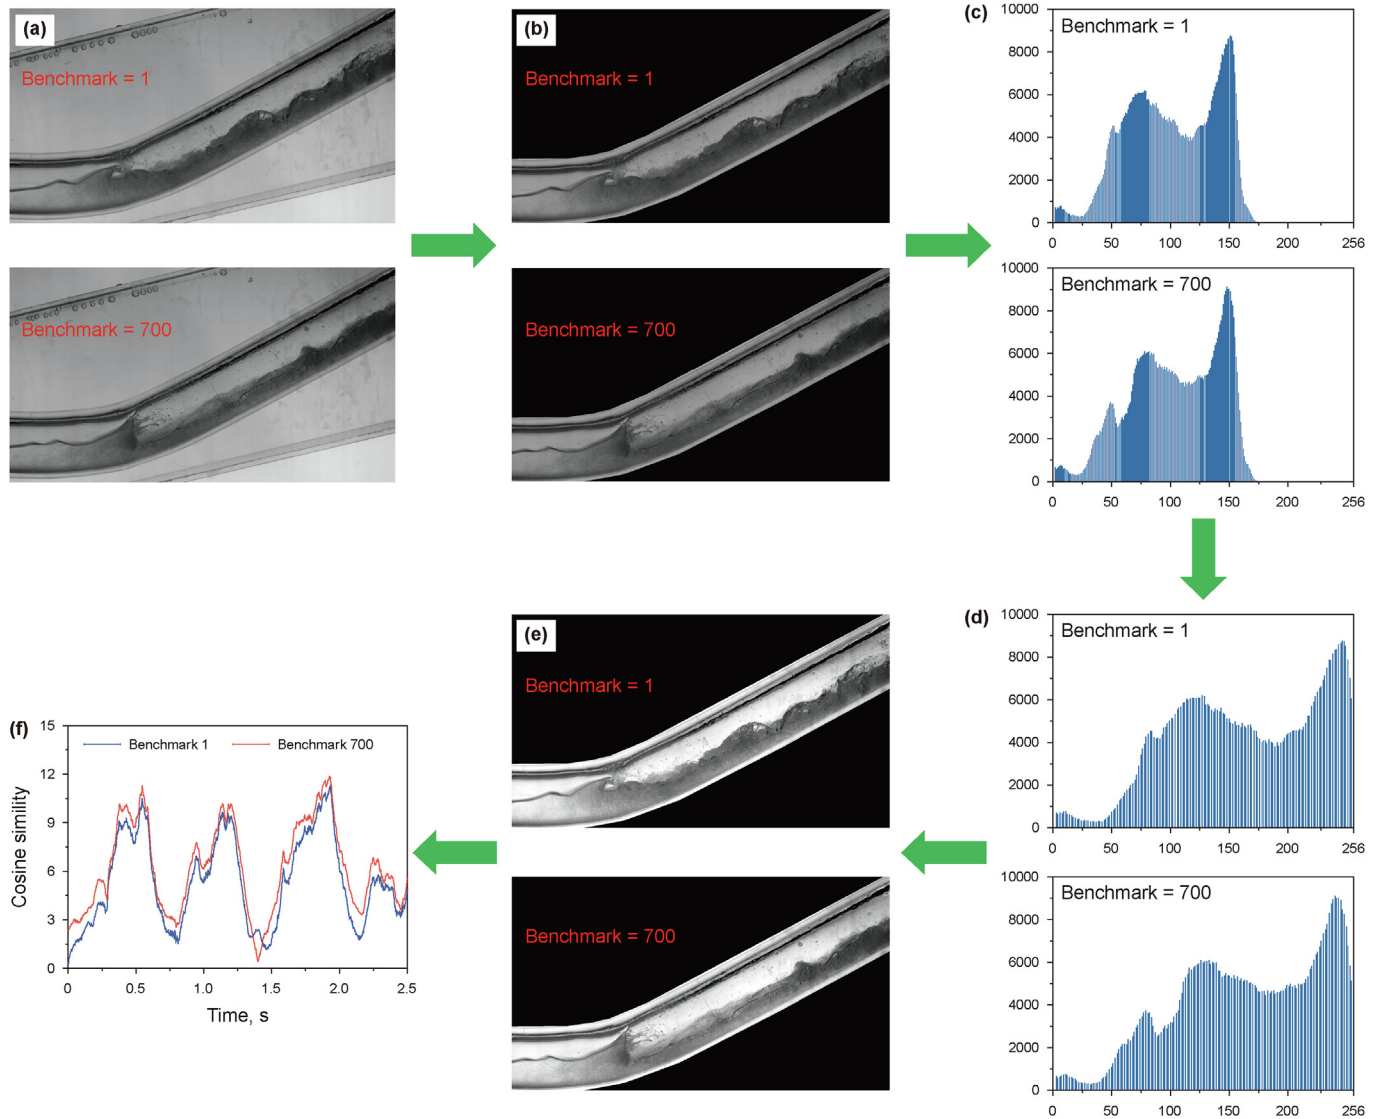 (a)
Benchmark = 1
Benchmark = 700
(b)
Benchmark = 1
Benchmark = 700
(c)
10000
8000
6000
4000
2000
0
Benchmark = 1
0 50 100 150 200 256
10000
8000
6000
4000
2000
0
Benchmark = 700
0 50 100 150 200 256
(d)
10000
8000
6000
4000
2000
0
Benchmark = 1
0 50 100 150 200 256
10000
8000
6000
4000
2000
0
Benchmark = 700
0 50 100 150 200 256
(e)
Benchmark = 1
Benchmark = 700
(f)
15
12
9
6
3
0
Cosine simility
Benchmark 1 Benchmark 700
0 0.5 1.0 1.5 2.0 2.5
Time, s